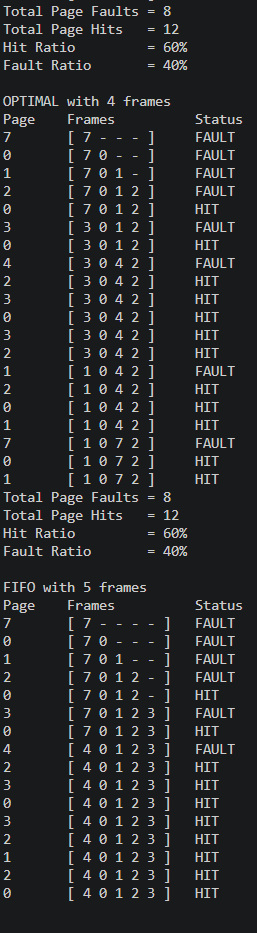 Total Page Faults = 8
Total Page Hits = 12
Hit Ratio = 60%
Fault Ratio = 40%
OPTIMAL with 4 frames
Page Frames Status
7 [ 7 - - - ] FAULT
0 [ 7 0 - - ] FAULT
1 [ 7 0 1 - ] FAULT
2 [ 7 0 1 2 ] FAULT
0 [ 7 0 1 2 ] HIT
3 [ 3 0 1 2 ] FAULT
0 [ 3 0 1 2 ] HIT
4 [ 3 0 4 2 ] FAULT
2 [ 3 0 4 2 ] HIT
3 [ 3 0 4 2 ] HIT
0 [ 3 0 4 2 ] HIT
3 [ 3 0 4 2 ] HIT
2 [ 3 0 4 2 ] HIT
1 [ 1 0 4 2 ] FAULT
2 [ 1 0 4 2 ] HIT
0 [ 1 0 4 2 ] HIT
1 [ 1 0 4 2 ] HIT
7 [ 1 0 7 2 ] FAULT
0 [ 1 0 7 2 ] HIT
1 [ 1 0 7 2 ] HIT
Total Page Faults = 8
Total Page Hits = 12
Hit Ratio = 60%
Fault Ratio = 40%
FIFO with 5 frames
Page Frames Status
7 [ 7 - - - - ] FAULT
0 [ 7 0 - - - ] FAULT
1 [ 7 0 1 - - ] FAULT
2 [ 7 0 1 2 - ] FAULT
0 [ 7 0 1 2 - ] HIT
3 [ 7 0 1 2 3 ] FAULT
0 [ 7 0 1 2 3 ] HIT
4 [ 4 0 1 2 3 ] FAULT
2 [ 4 0 1 2 3 ] HIT
3 [ 4 0 1 2 3 ] HIT
0 [ 4 0 1 2 3 ] HIT
3 [ 4 0 1 2 3 ] HIT
2 [ 4 0 1 2 3 ] HIT
1 [ 4 0 1 2 3 ] HIT
2 [ 4 0 1 2 3 ] HIT
0 [ 4 0 1 2 3 ] HIT